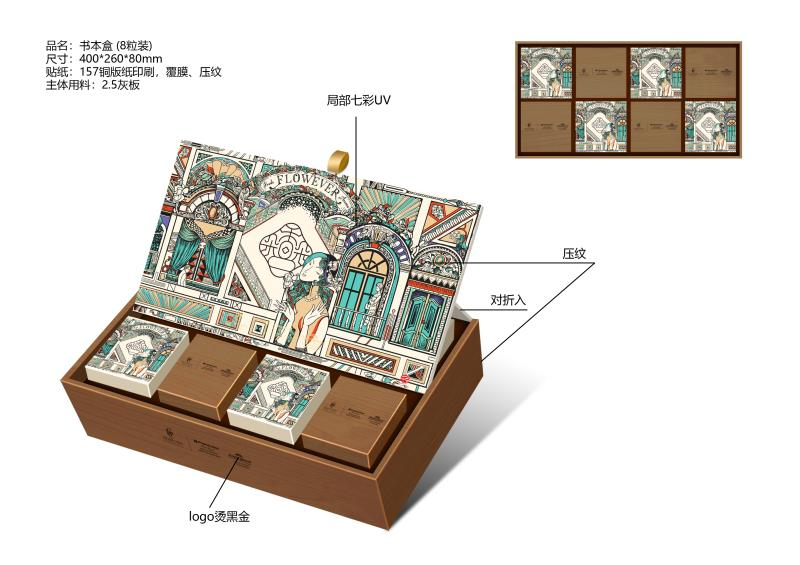 品名：书本盒 (8粒装)
尺寸：400*260*80mm
贴纸：157铜版纸印刷，覆膜、压纹
主体用料：2.5灰板
局部七彩UV
FLOWEVER
压纹
对折入
logo烫黑金